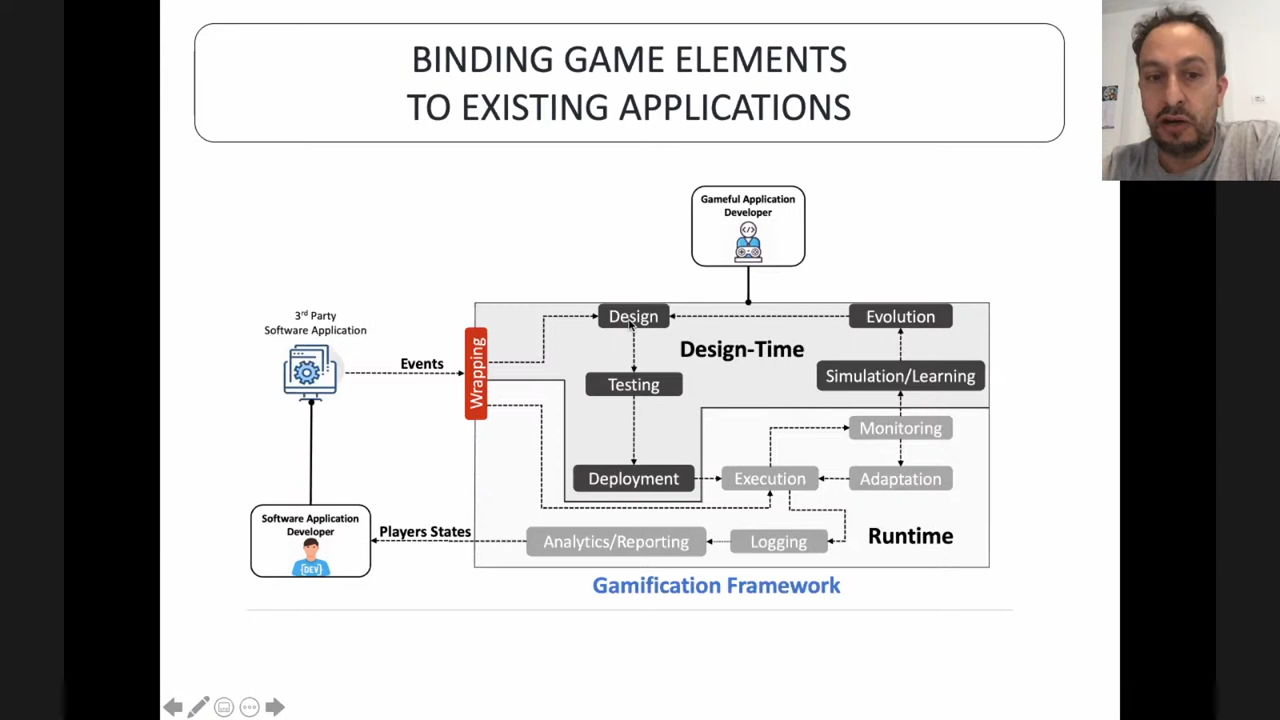 BINDING GAME ELEMENTS
TO EXISTING APPLICATIONS
Gameful Application
Developer
3rd Party
Software Application
Events
Wrapping
Design
Evolution
Design-Time
Testing
Simulation/Learning
Monitoring
Deployment
Execution
Adaptation
Software Application
Developer
{DEV}
Players States
Analytics/Reporting
Logging
Runtime
Gamification Framework